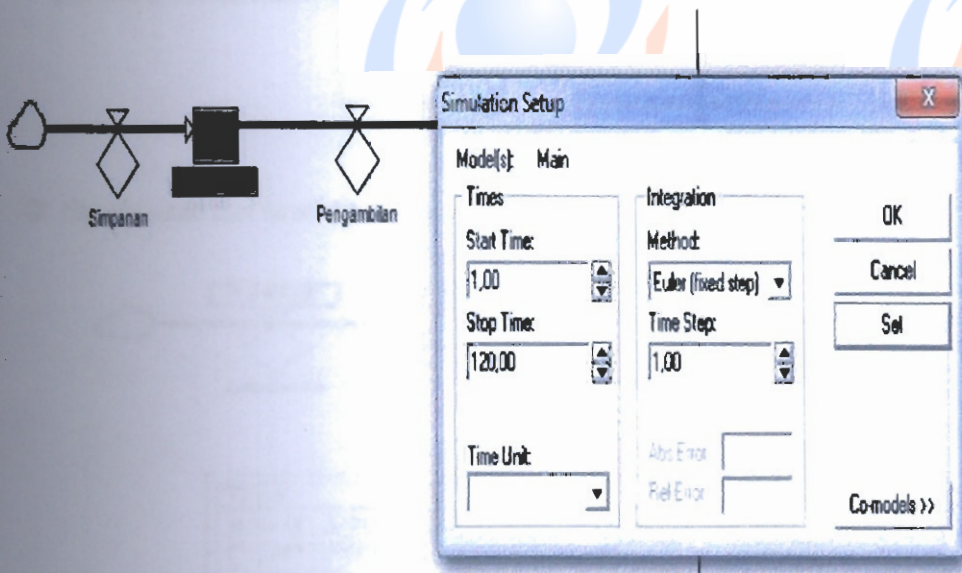 Simulation Setup
X
Model(s): Main
Times
Start Time:
1,00
Stop Time:
120,00
Time Unit:
Integration
Method:
Euler (fixed step)
Time Step:
1,00
Abs Error
Rel Error
OK
Cancel
Sel
Co-models >>
Simpanan
Pengambilan